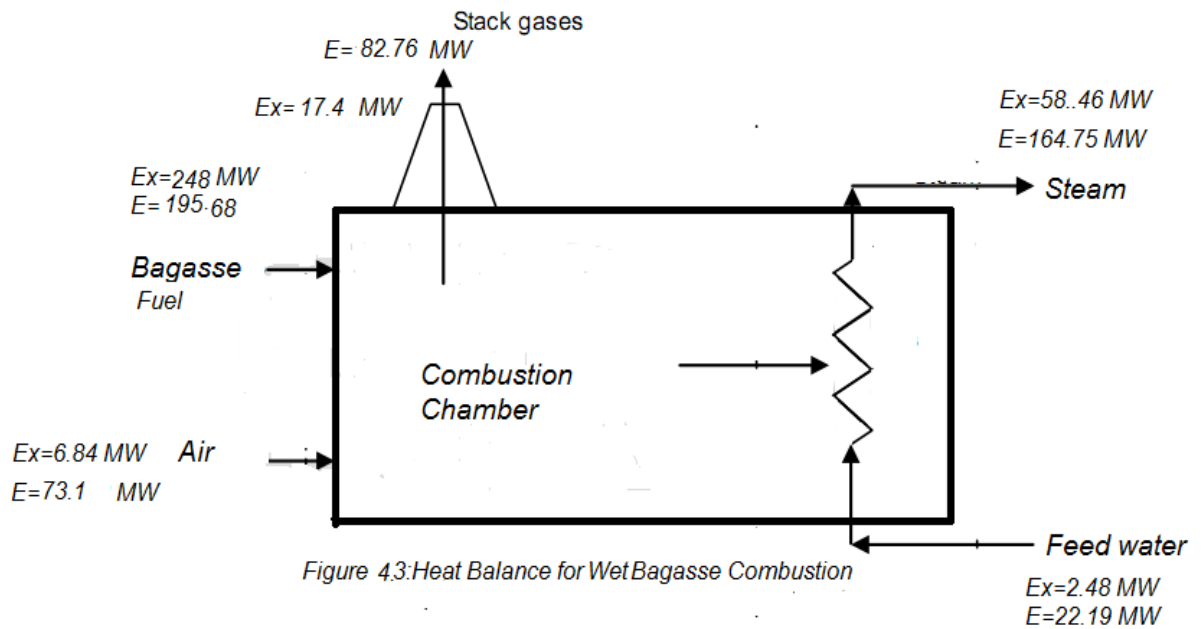 Stack gases
E= 82.76 MW
Ex= 17.4 MW
Ex=58..46 MW
E=164.75 MW
Steam
Ex=248 MW
E= 195.68
Bagasse
Fuel
Combustion
Chamber
Ex=6.84 MW Air
E=73.1 MW
Feed water
Figure 4.3:Heat Balance for Wet Bagasse Combustion
Ex=2.48 MW
E=22.19 MW